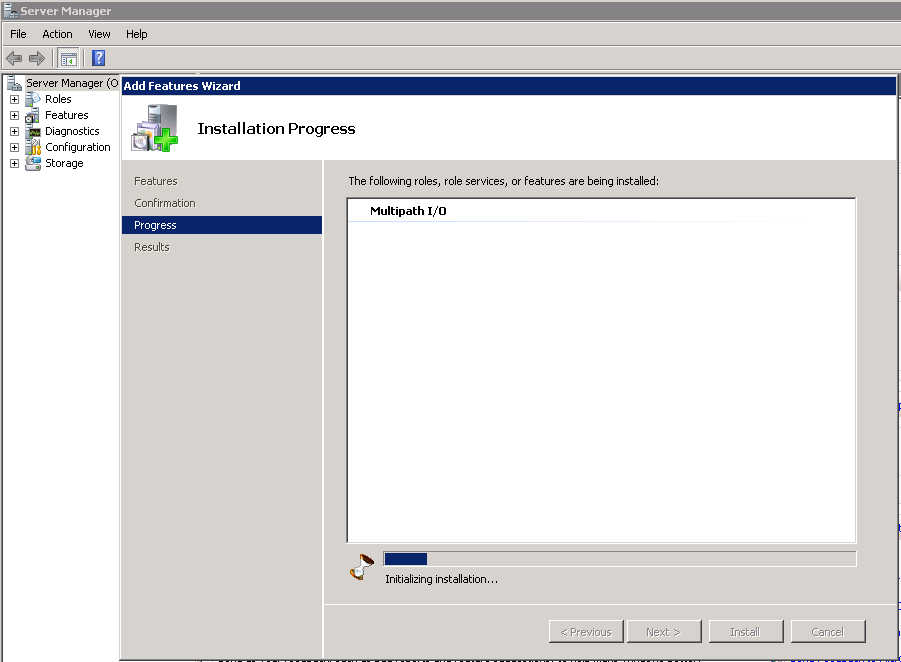 Server Manager
File Action View Help
Server Manager (O
Roles
Features
Diagnostics
Configuration
Storage
Add Features Wizard
Installation Progress
Features
Confirmation
Progress
Results
The following roles, role services, or features are being installed:
Multipath I/O
Initializing installation...
< Previous
Next >
Install
Cancel